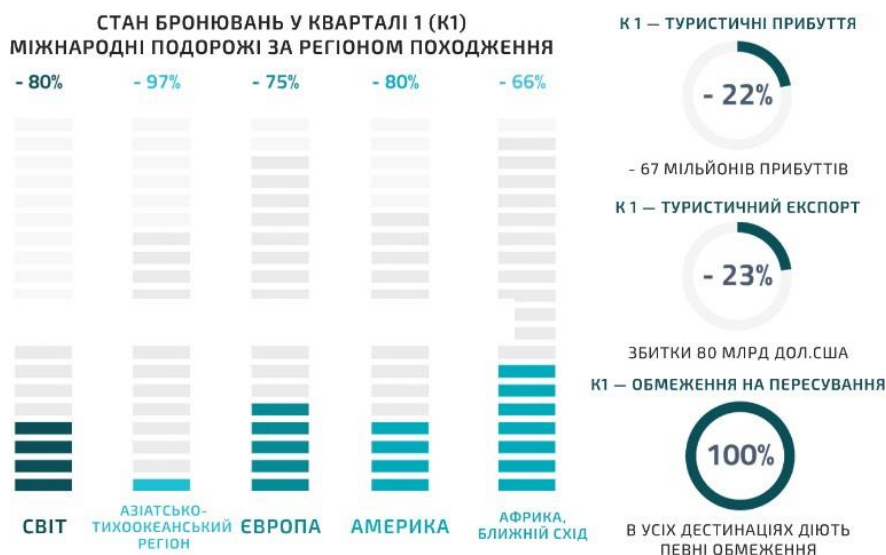 СТАН БРОНЮВАНЬ У КВАРТАЛІ 1 (К1)
МІЖНАРОДНІ ПОДОРОЖІ ЗА РЕГІОНОМ ПОХОДЖЕННЯ
- 80%
- 97%
- 75%
- 80%
- 66%
СВІТ
АЗІАТСЬКО-
ТИХООКЕАНСЬКИЙ
РЕГІОН
ЄВРОПА
АМЕРИКА
АФРИКА,
БЛИЖНІЙ СХІД
К 1 — ТУРИСТИЧНІ ПРИБУТТЯ
- 22%
- 67 МІЛЬЙОНІВ ПРИБУТТІВ
К 1 — ТУРИСТИЧНИЙ ЕКСПОРТ
- 23%
ЗБИТКИ 80 МЛРД ДОЛ.США
К1 — ОБМЕЖЕННЯ НА ПЕРЕСУВАННЯ
100%
В УСІХ ДЕСТИНАЦІЯХ ДІЮТЬ
ПЕВНІ ОБМЕЖЕННЯ